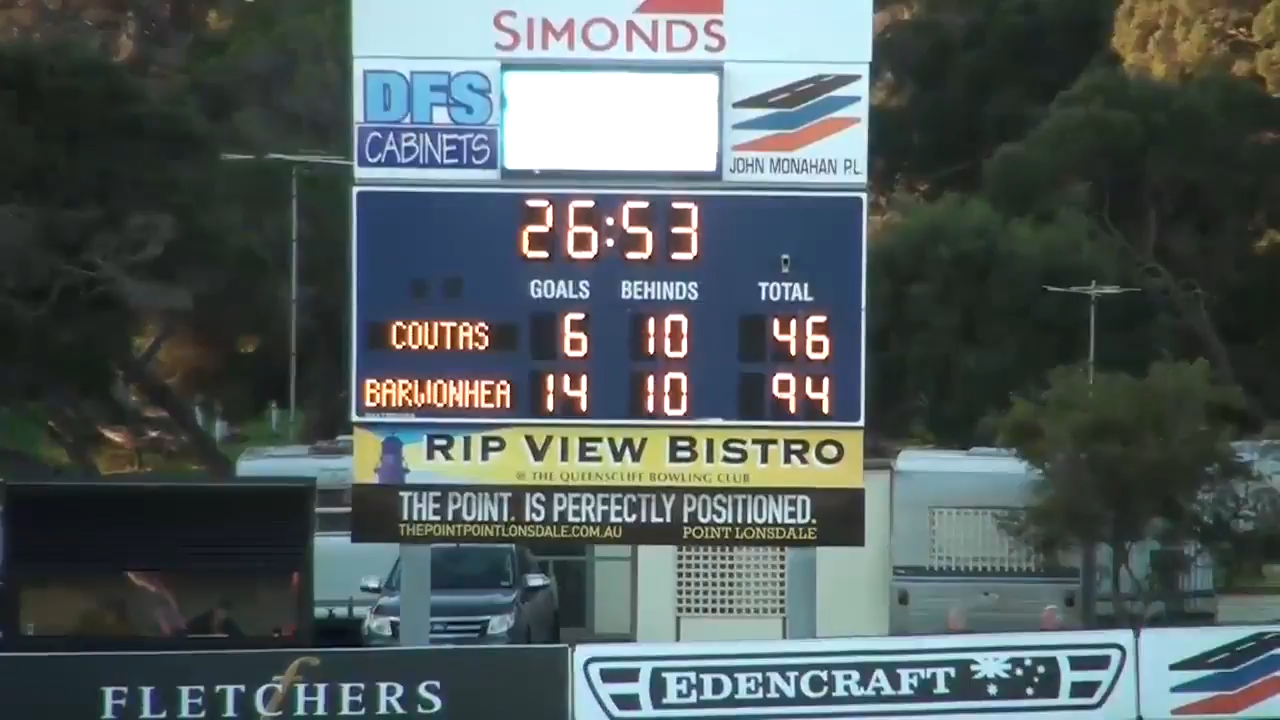 SIMONDS
DFS
CABINETS
JOHN MONAHAN P.L.
26:53
GOALS BEHINDS TOTAL
COUTAS 6 10 46
BARWONHEA 14 10 94
RIP VIEW BISTRO
@ THE QUEENSCLIFF BOWLING CLUB
THE POINT. IS PERFECTLY POSITIONED.
THEPOINTPOINTLONSDALE.COM.AU POINT LONSDALE
f
FLETCHERS
EDENCRAFT